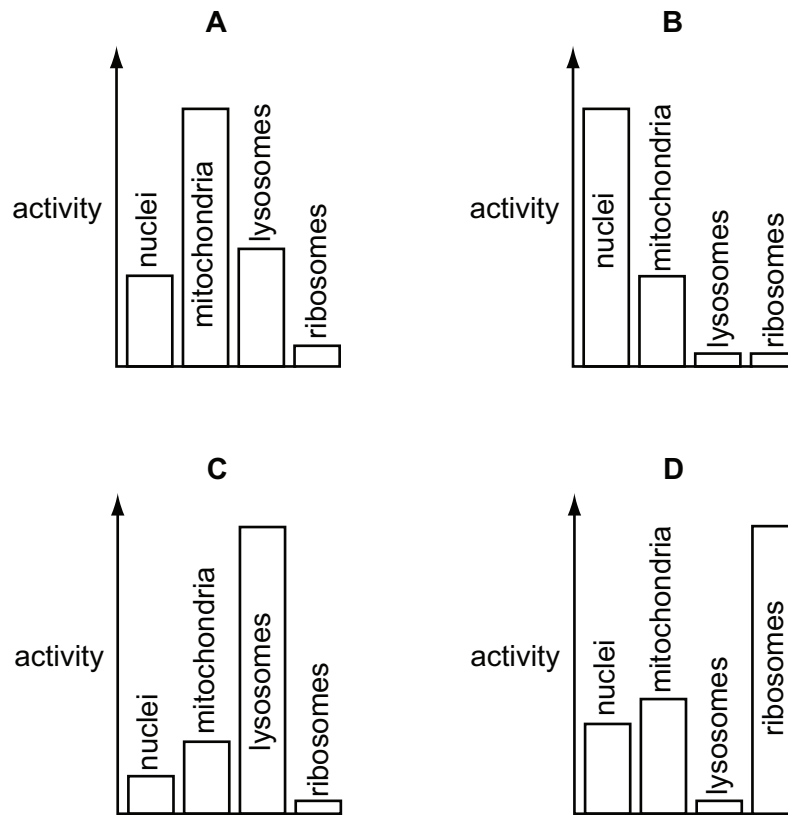 A
activity
nuclei
mitochondria
lysosomes
ribosomes
B
activity
nuclei
mitochondria
lysosomes
ribosomes
C
activity
nuclei
mitochondria
lysosomes
ribosomes
D
activity
nuclei
mitochondria
lysosomes
ribosomes